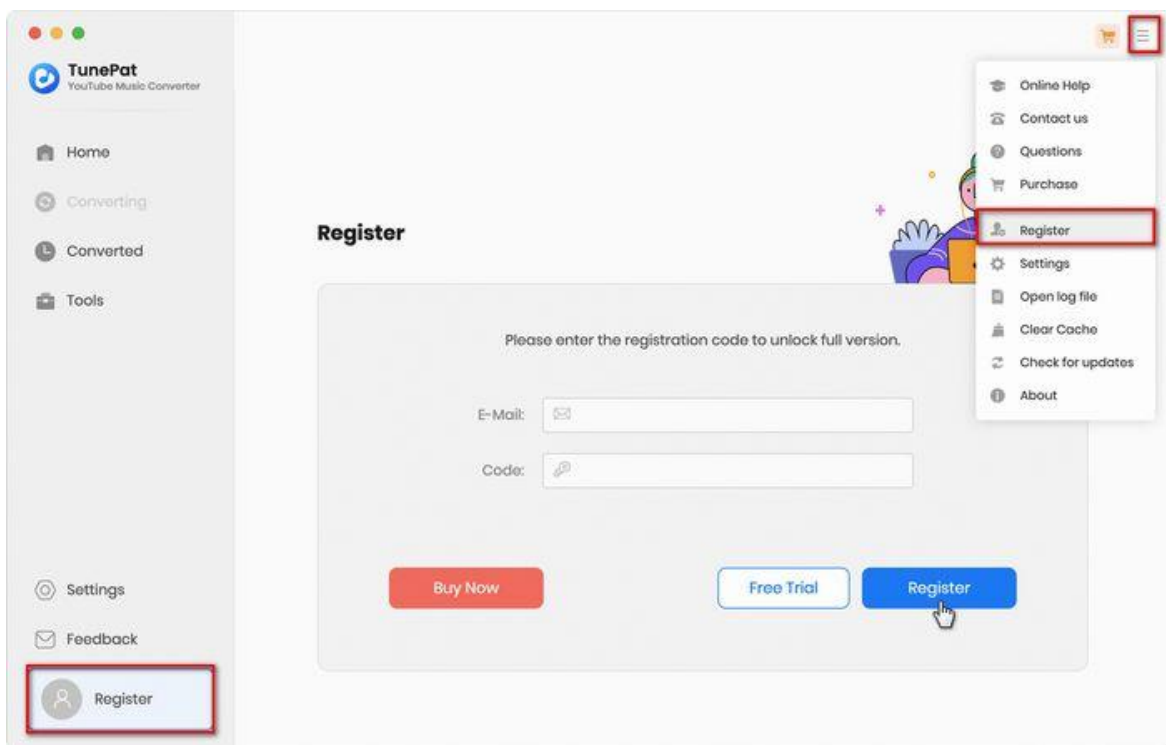 TunePat
YouTube Music Converter
Home
Converting
Converted
Tools
Settings
Feedback
Register
Register
Please enter the registration code to unlock full version.
E-Mail:
Code:
Buy Now
Free Trial
Register
Online Help
Contact us
Questions
Purchase
Register
Settings
Open log file
Clear Cache
Check for updates
About